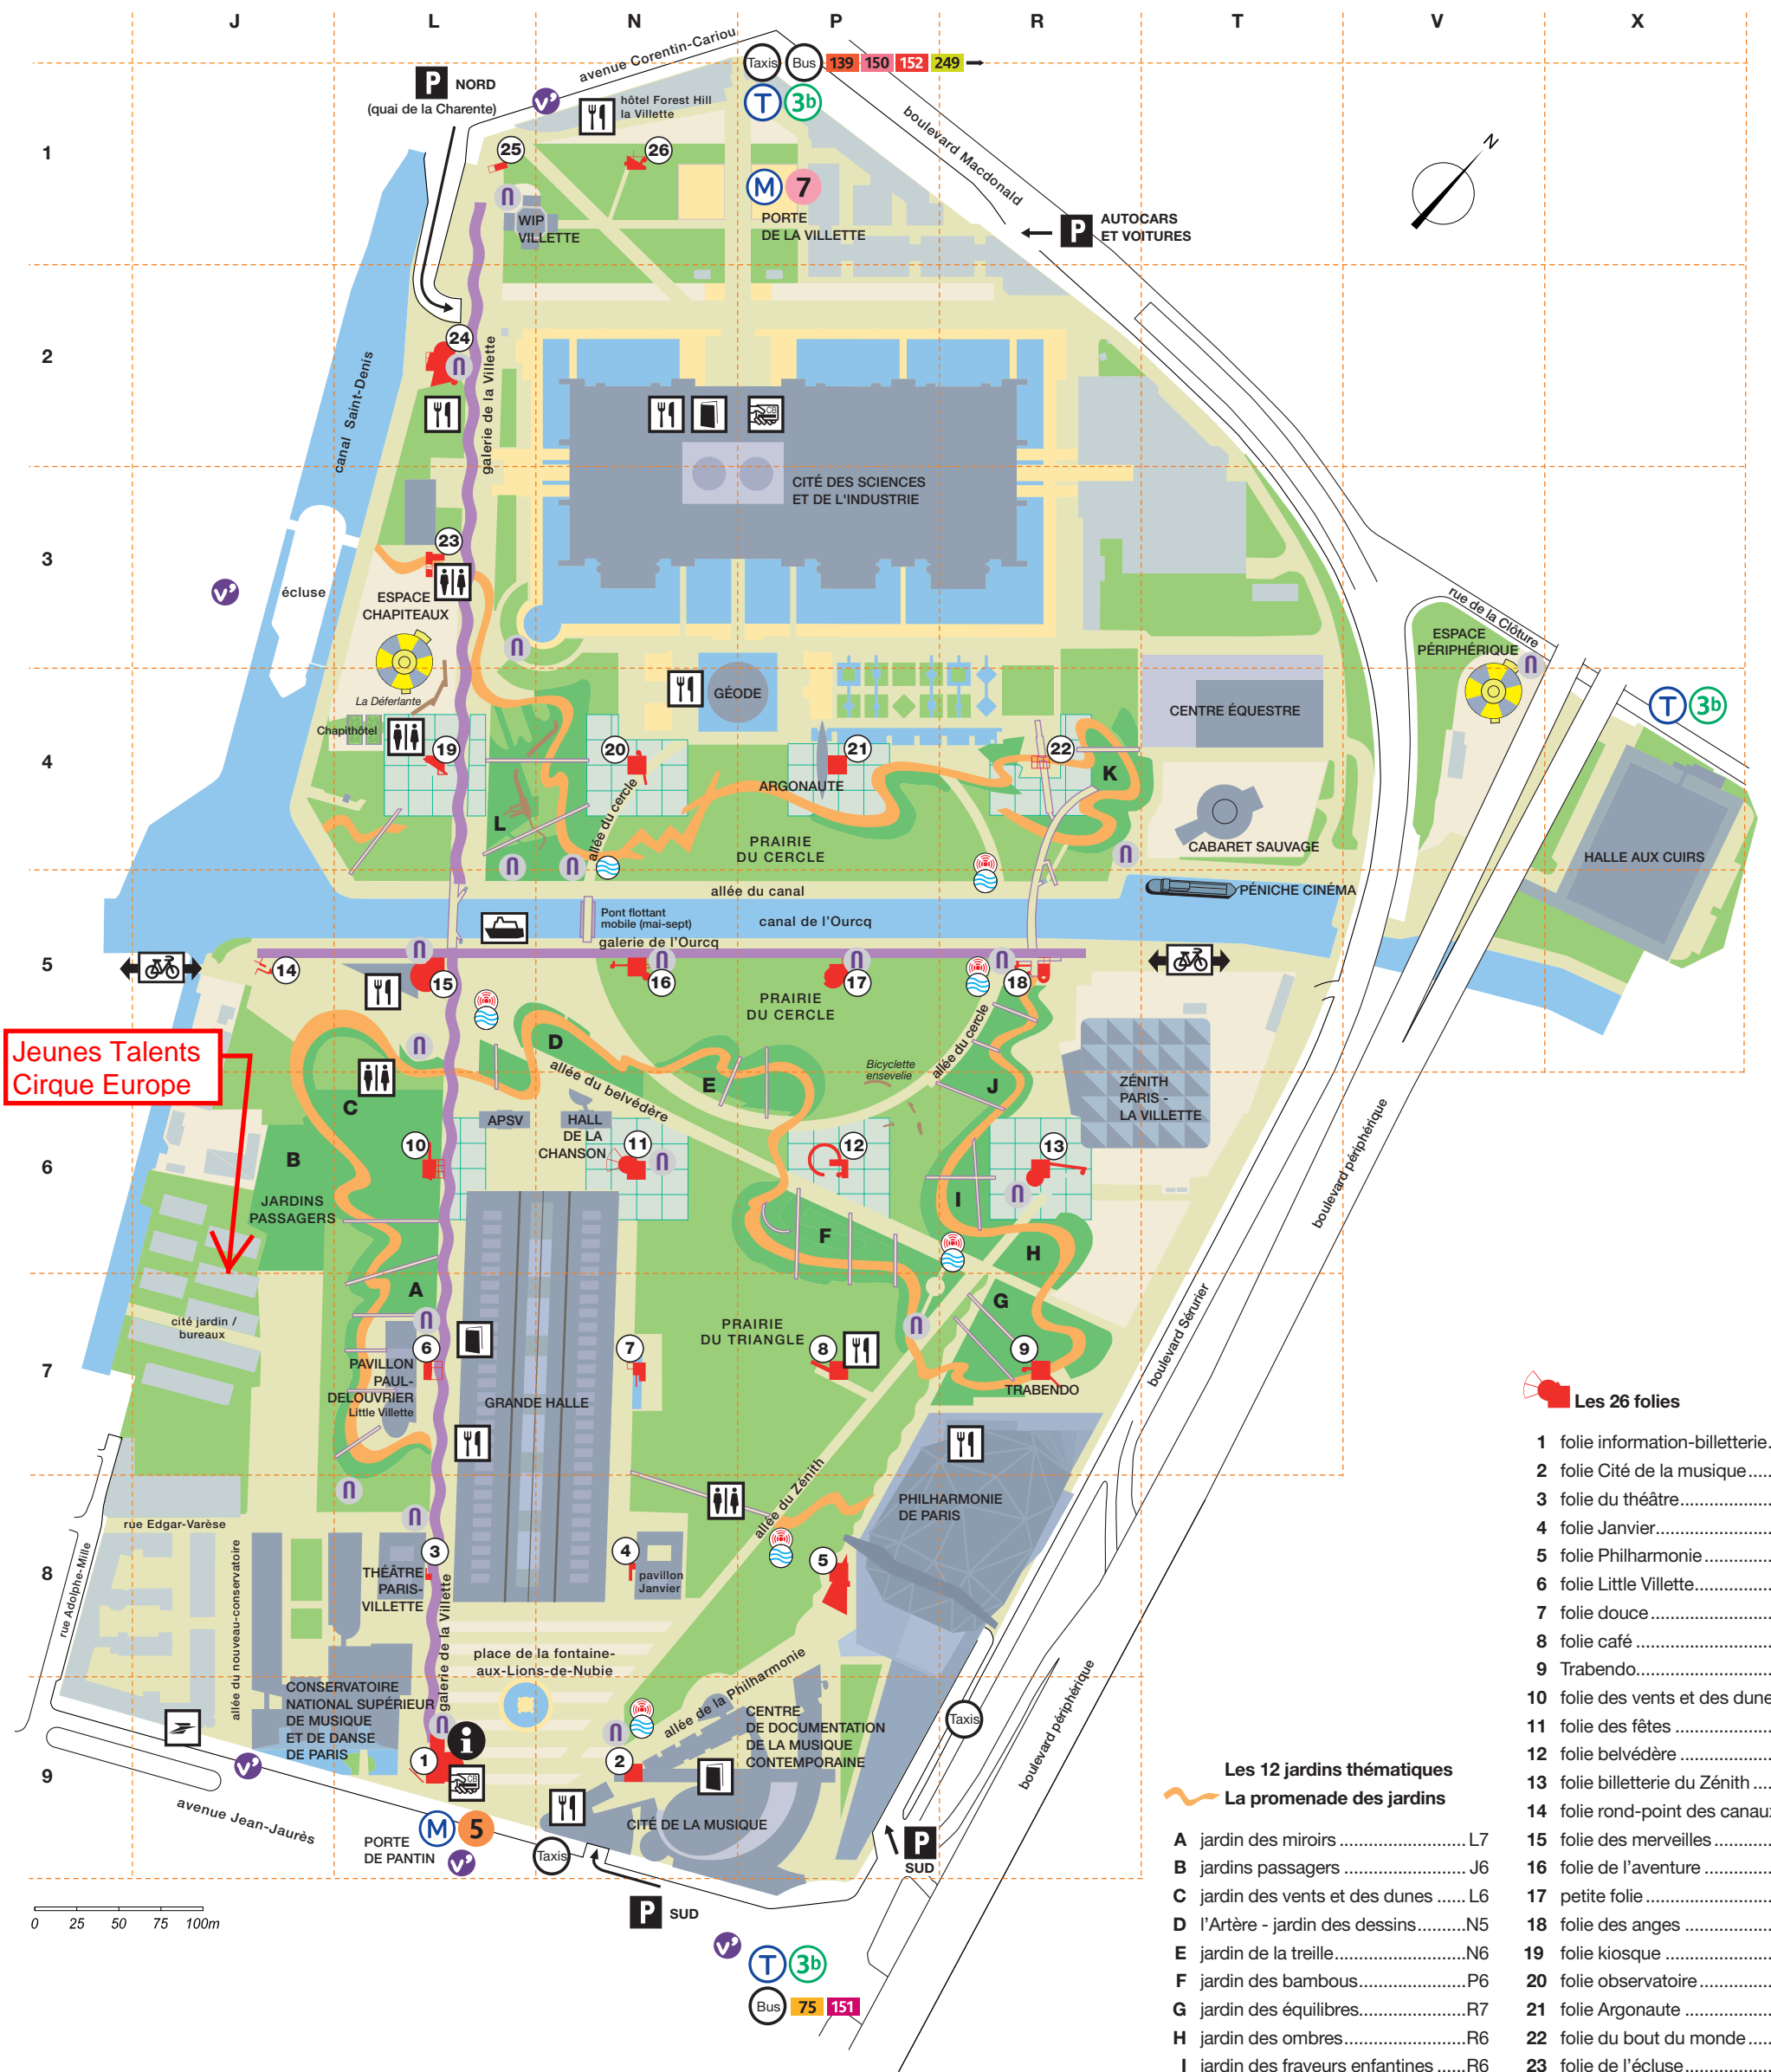 J L N P R T V X
avenue Corentin-Cariou
Taxis Bus 139 150 152 249
P NORD
(quai de la Charente)
hôtel Forest Hill
la Villette
T 3b
boulevard Macdonald
N
1
25
26
M 7
WIP
VILLETTE
PORTE
DE LA VILLETTE
P AUTOCARS
ET VOITURES
2
24
canal Saint-Denis
galerie de la Villette
CB
CITÉ DES SCIENCES
ET DE L'INDUSTRIE
3
23
écluse
ESPACE
CHAPITEAUX
rue de la Clôture
ESPACE
PÉRIPHÉRIQUE
La Déferlante
GÉODE
CENTRE ÉQUESTRE
T 3b
Chapithôtel
4
19
20
21
22
K
ARGONAUTE
allée du cercle
L
PRAIRIE
DU CERCLE
CABARET SAUVAGE
HALLE AUX CUIRS
allée du canal
PÉNICHE CINÉMA
Pont flottant
mobile (mai-sept)
canal de l'Ourcq
galerie de l'Ourcq
5
14
15
16
17
18
PRAIRIE
DU CERCLE
allée du cercle
Jeunes Talents
Cirque Europe
D
allée du belvédère
E
Bicyclette
ensevelie
J
ZÉNITH
PARIS -
LA VILLETTE
C
APSV
HALL
DE LA
CHANSON
6
10
11
12
13
B
JARDINS
PASSAGERS
I
F
H
boulevard périphérique
A
G
cité jardin /
bureaux
PRAIRIE
DU TRIANGLE
boulevard Sérurier
7
6
7
8
9
PAVILLON
PAUL-
DELOUVRIER
Little Villette
TRABENDO
GRANDE HALLE
allée du Zénith
PHILHARMONIE
DE PARIS
rue Edgar-Varèse
rue Adolphe-Mille
allée du nouveau-conservatoire
8
3
4
5
THÉÂTRE
PARIS-
VILLETTE
pavillon
Janvier
galerie de la Villette
place de la fontaine-
aux-Lions-de-Nubie
allée de la Philharmonie
CONSERVATOIRE
NATIONAL SUPÉRIEUR
DE MUSIQUE
ET DE DANSE
DE PARIS
CENTRE
DE DOCUMENTATION
DE LA MUSIQUE
CONTEMPORAINE
Taxis
boulevard périphérique
9
1
i
CB
2
avenue Jean-Jaurès
PORTE
DE PANTIN
M 5
Taxis
CITÉ DE LA MUSIQUE
P
SUD
P SUD
0 25 50 75 100m
T 3b
Bus 75 151
Les 12 jardins thématiques
La promenade des jardins
A jardin des miroirs ........................ L7
B jardins passagers ....................... J6
C jardin des vents et des dunes ...... L6
D l'Artère - jardin des dessins.......... N5
E jardin de la treille......................... N6
F jardin des bambous..................... P6
G jardin des équilibres.................... R7
H jardin des ombres....................... R6
I jardin des frayeurs enfantines ...... R6
Les 26 folies
1 folie information-billetterie.
2 folie Cité de la musique.....
3 folie du théâtre.................
4 folie Janvier.....................
5 folie Philharmonie............
6 folie Little Villette..............
7 folie douce.......................
8 folie café ..........................
9 Trabendo..........................
10 folie des vents et des dune
11 folie des fêtes ..................
12 folie belvédère .................
13 folie billetterie du Zénith ....
14 folie rond-point des canau
15 folie des merveilles ...........
16 folie de l'aventure .............
17 petite folie .......................
18 folie des anges .................
19 folie kiosque ....................
20 folie observatoire..............
21 folie Argonaute .................
22 folie du bout du monde .....
23 folie de l'écluse.................